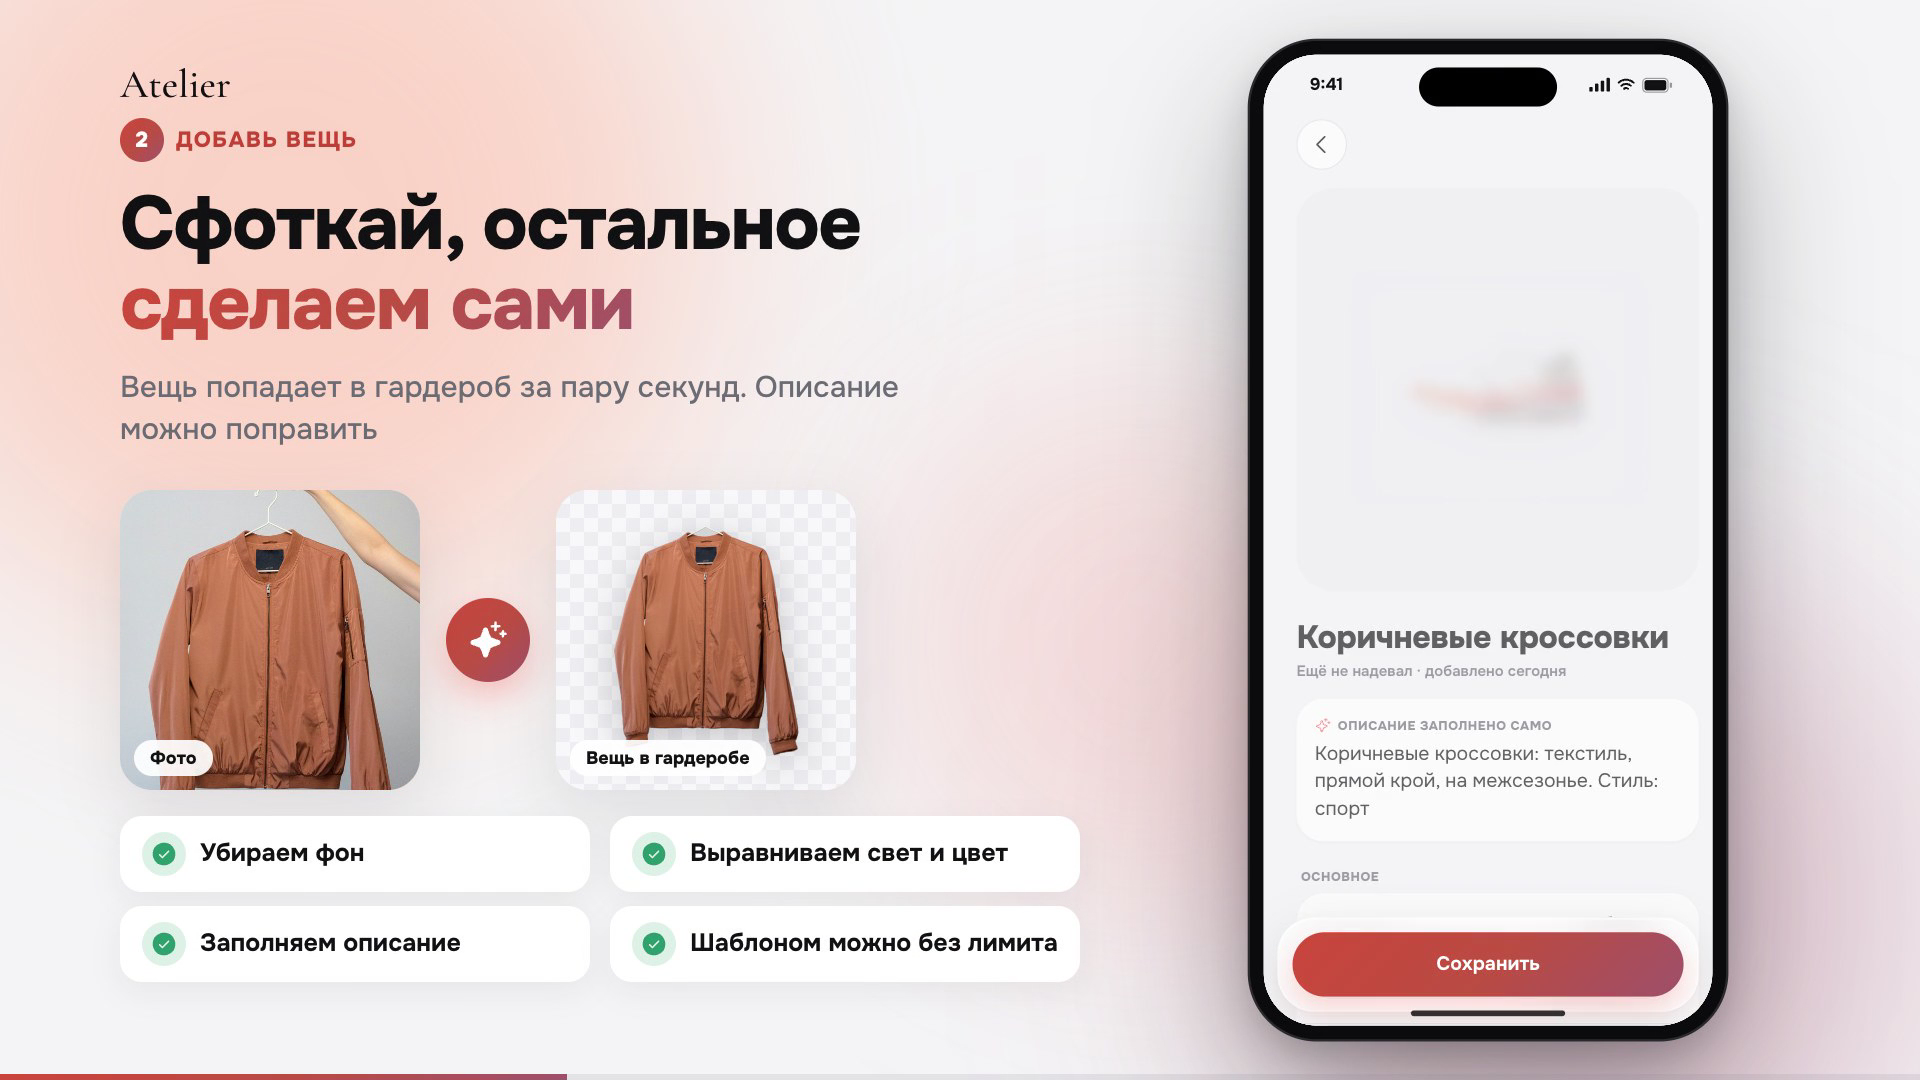 Atelier
2 ДОБАВЬ ВЕЩЬ
Сфоткай, остальное
сделаем сами
Вещь попадает в гардероб за пару секунд. Описание
можно поправить
Фото
Вещь в гардеробе
Убираем фон
Выравниваем свет и цвет
Заполняем описание
Шаблоном можно без лимита
9:41
Коричневые кроссовки
Ещё не надевал · добавлено сегодня
ОПИСАНИЕ ЗАПОЛНЕНО САМО
Коричневые кроссовки: текстиль,
прямой крой, на межсезонье. Стиль:
спорт
ОСНОВНОЕ
Сохранить